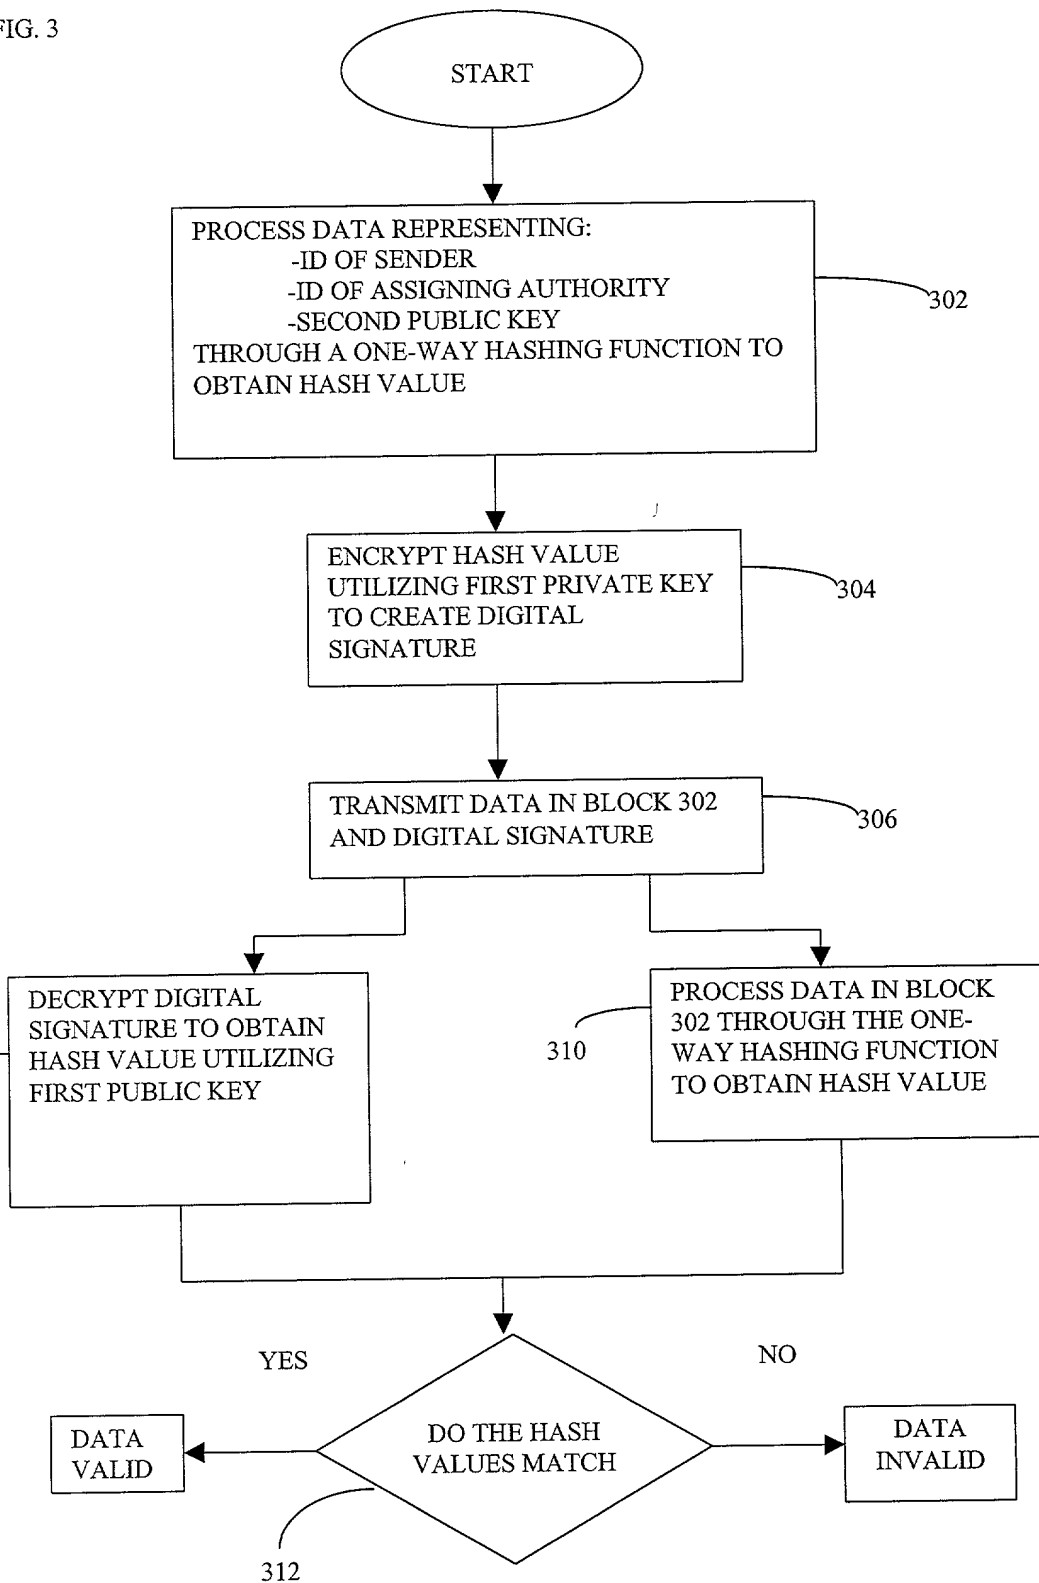 FIG. 3
START
PROCESS DATA REPRESENTING:
-ID OF SENDER
-ID OF ASSIGNING AUTHORITY
-SECOND PUBLIC KEY
THROUGH A ONE-WAY HASHING FUNCTION TO
OBTAIN HASH VALUE
302
ENCRYPT HASH VALUE
UTILIZING FIRST PRIVATE KEY
TO CREATE DIGITAL
SIGNATURE
304
TRANSMIT DATA IN BLOCK 302
AND DIGITAL SIGNATURE
306
DECRYPT DIGITAL
SIGNATURE TO OBTAIN
HASH VALUE UTILIZING
FIRST PUBLIC KEY
310
PROCESS DATA IN BLOCK
302 THROUGH THE ONE-
WAY HASHING FUNCTION
TO OBTAIN HASH VALUE
YES
NO
DATA
VALID
DO THE HASH
VALUES MATCH
DATA
INVALID
312